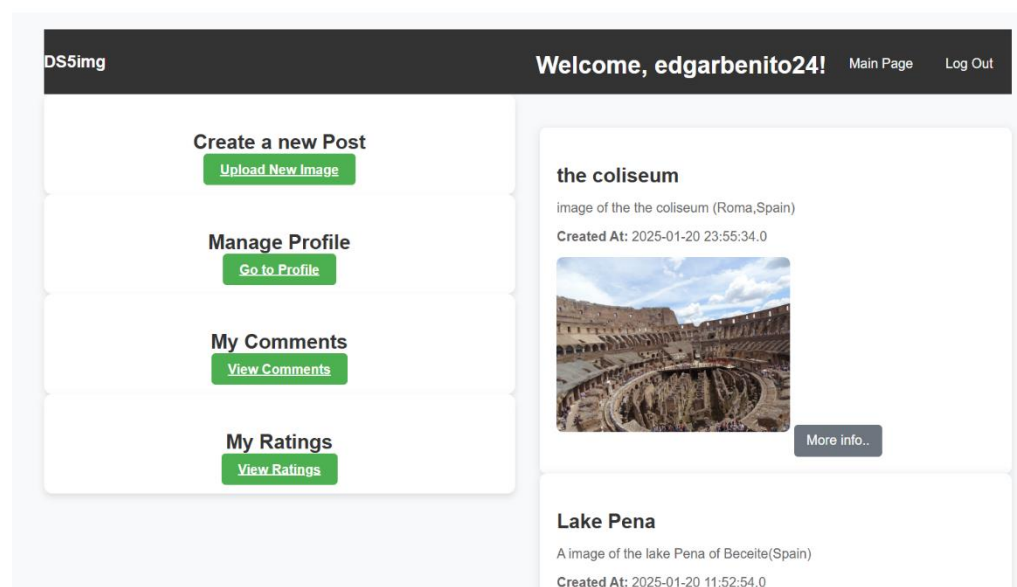 DS5img
Welcome, edgarbenito24!
Main Page
Log Out
Create a new Post
Upload New Image
Manage Profile
Go to Profile
My Comments
View Comments
My Ratings
View Ratings
the coliseum
image of the the coliseum (Roma,Spain)
Created At: 2025-01-20 23:55:34.0
More info..
Lake Pena
A image of the lake Pena of Beceite(Spain)
Created At: 2025-01-20 11:52:54.0